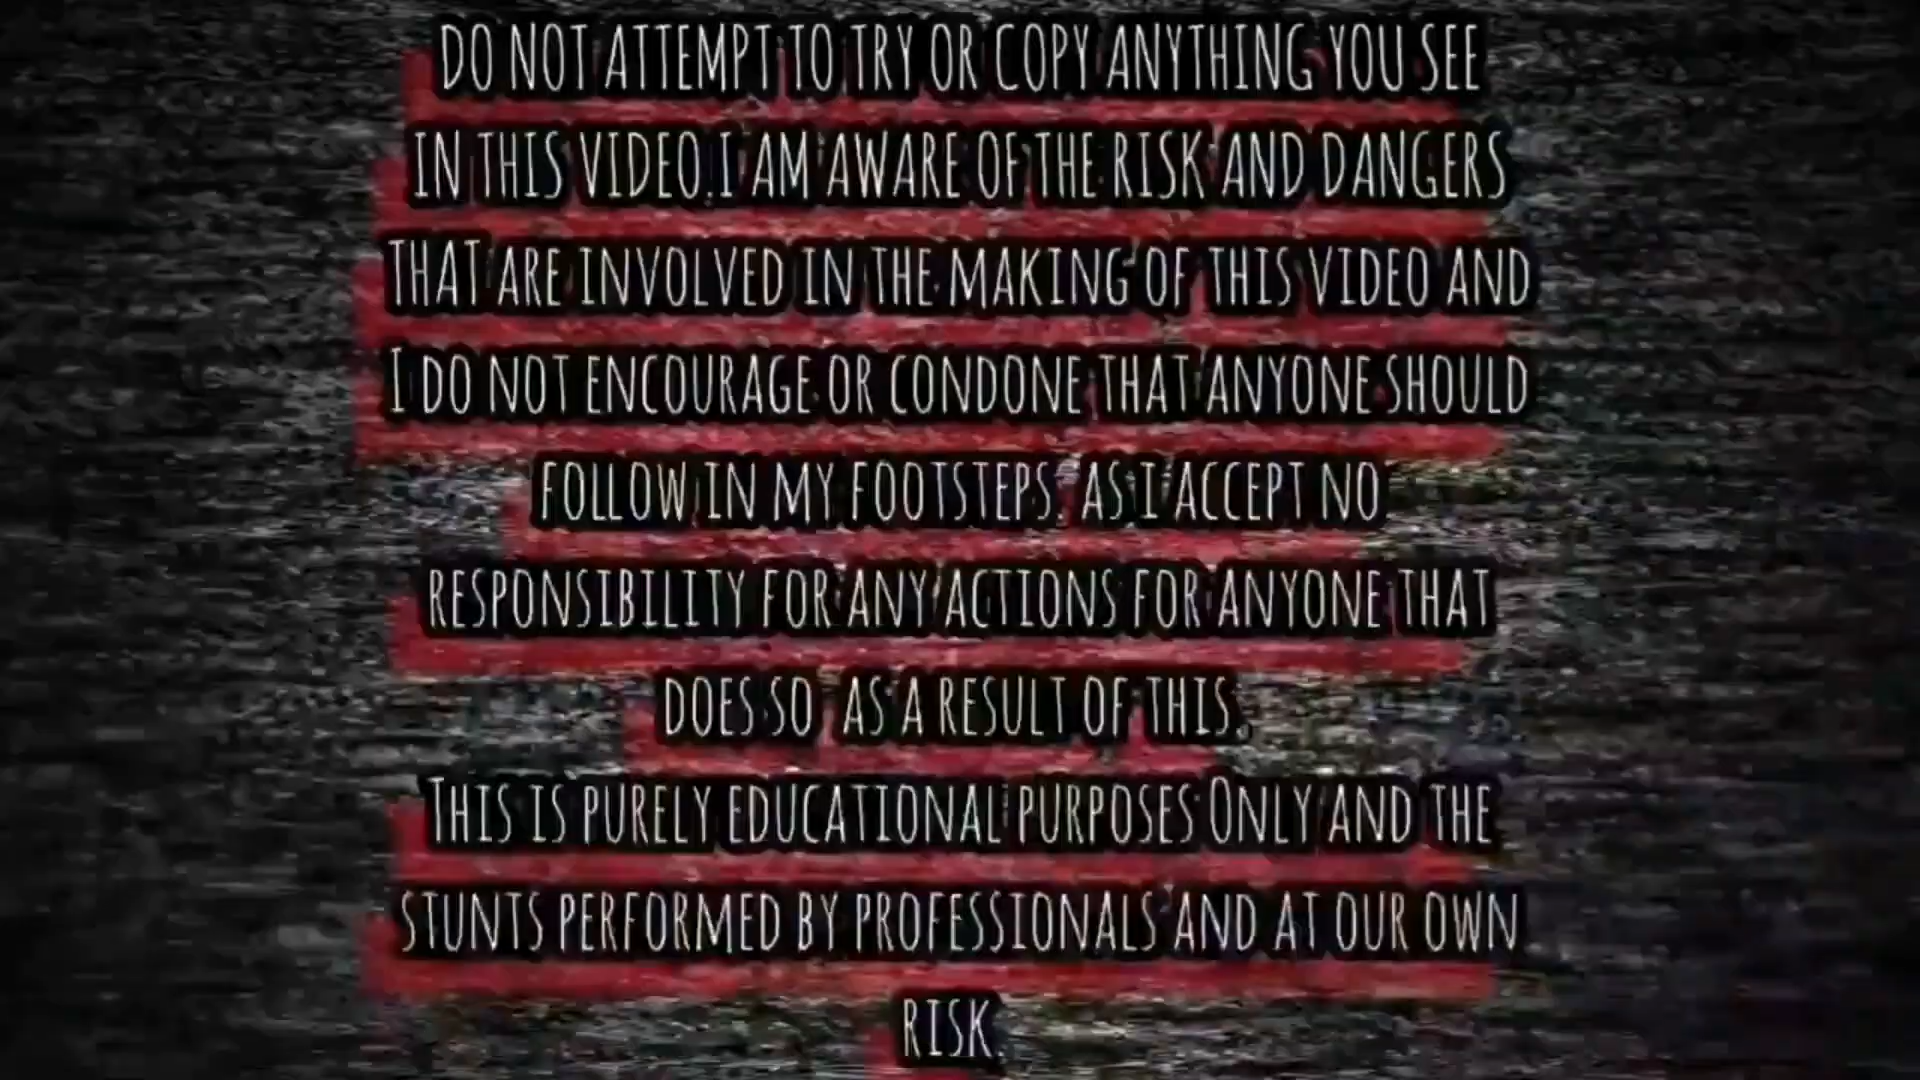 DO NOT ATTEMPT TO TRY OR COPY ANYTHING YOU SEE
IN THIS VIDEO.I AM AWARE OF THE RISK AND DANGERS
THAT ARE INVOLVED IN THE MAKING OF THIS VIDEO AND
I DO NOT ENCOURAGE OR CONDONE THAT ANYONE SHOULD
FOLLOW IN MY FOOTSTEPS. AS I ACCEPT NO
RESPONSIBILITY FOR ANY ACTIONS FOR ANYONE THAT
DOES SO AS A RESULT OF THIS.
THIS IS PURELY EDUCATIONAL PURPOSES ONLY AND THE
STUNTS PERFORMED BY PROFESSIONALS AND AT OUR OWN
RISK.